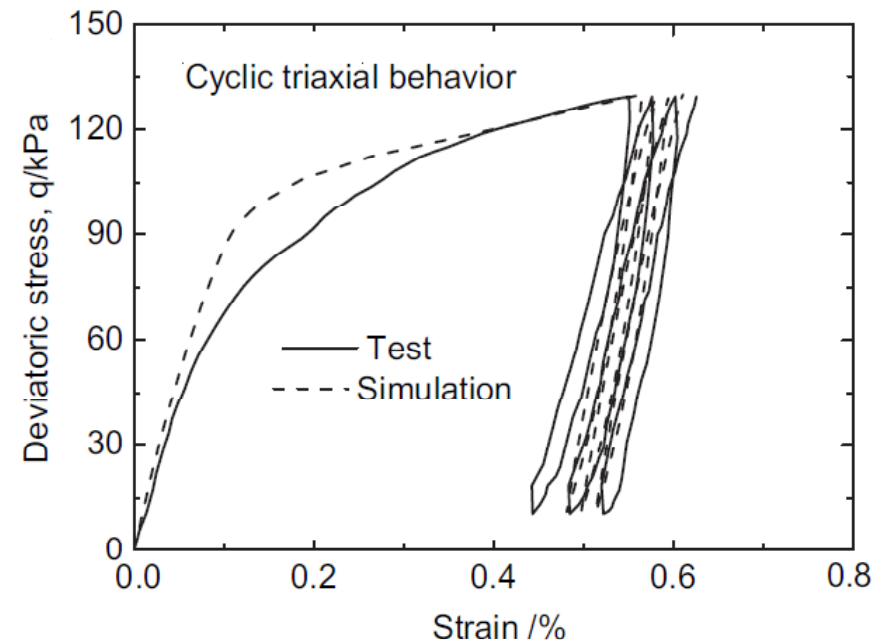 150
Cyclic triaxial behavior
120
90
60
30
0
Deviatoric stress, q/kPa
Test
Simulation
0.0 0.2 0.4 0.6 0.8
Strain /%